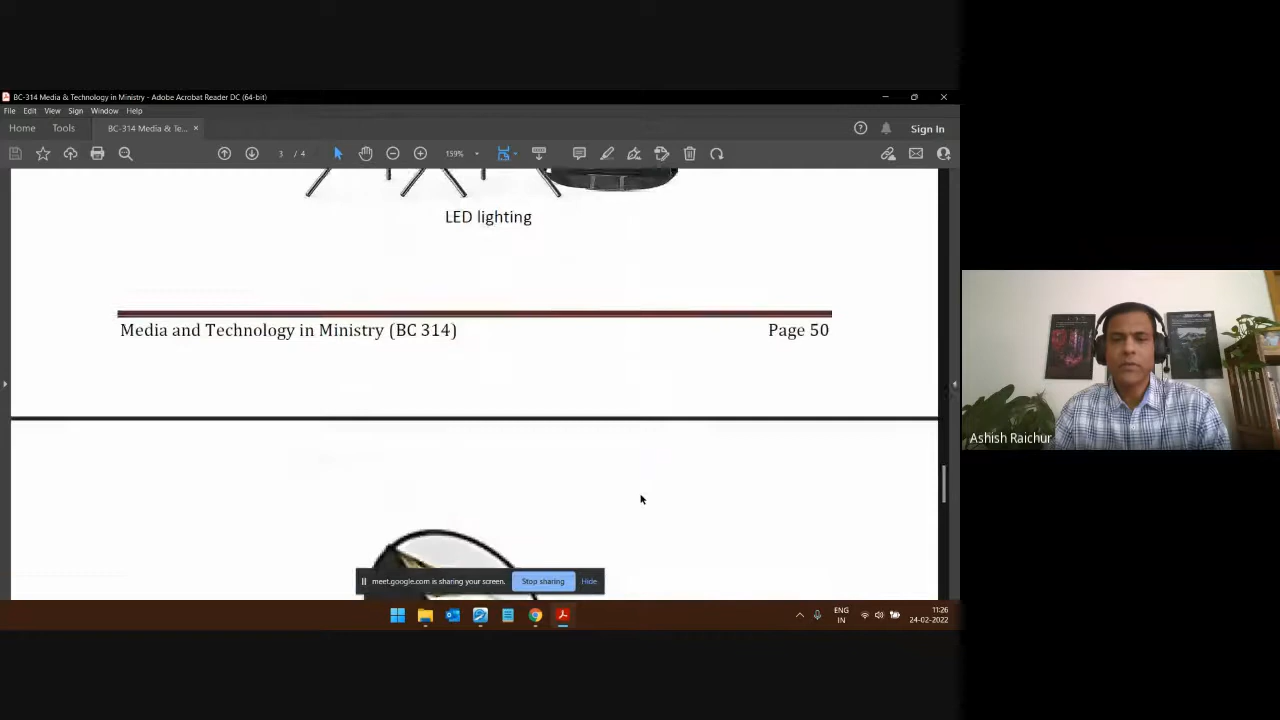 BC-314 Media & Technology in Ministry - Adobe Acrobat Reader DC (64-bit)
File Edit View Sign Window Help
Home Tools BC-314 Media & Te... × Sign In
3 / 4 159%
LED lighting
Media and Technology in Ministry (BC 314) Page 50
Ashish Raichur
meet.google.com is sharing your screen. Stop sharing Hide
ENG 11:26
IN 24-02-2022